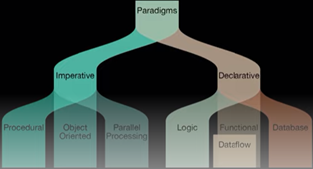 Paradigms
Imperative
Declarative
Procedural
Object
Oriented
Parallel
Processing
Logic
Functional
Database
Dataflow